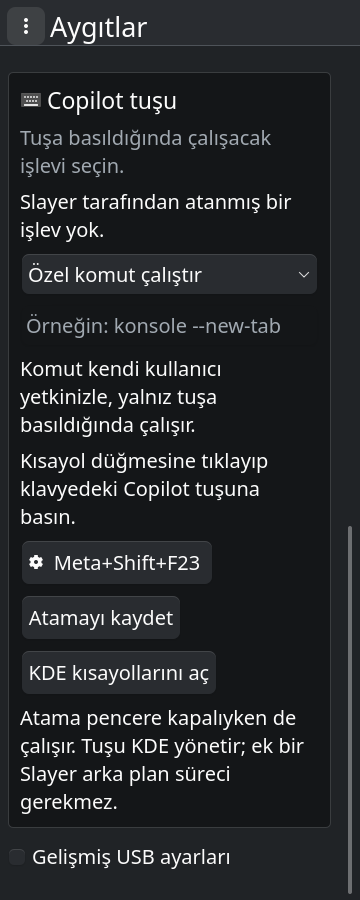 Aygıtlar
Copilot tuşu
Tuşa basıldığında çalışacak
işlevi seçin.
Slayer tarafından atanmış bir
işlev yok.
Özel komut çalıştır
Örneğin: konsole --new-tab
Komut kendi kullanıcı
yetkinizle, yalnız tuşa
basıldığında çalışır.
Kısayol düğmesine tıklayıp
klavyedeki Copilot tuşuna
basın.
Meta+Shift+F23
Atamayı kaydet
KDE kısayollarını aç
Atama pencere kapalıyken de
çalışır. Tuşu KDE yönetir; ek bir
Slayer arka plan süreci
gerekmez.
Gelişmiş USB ayarları